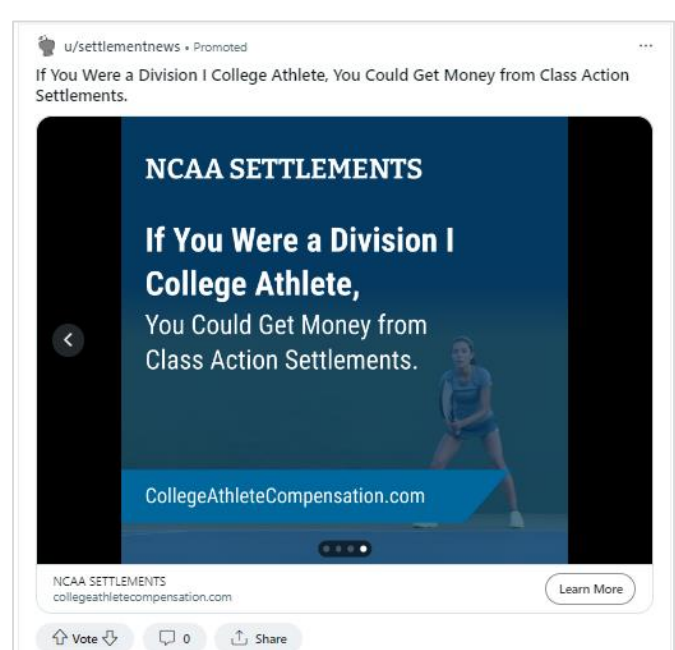 u/settlementnews • Promoted
If You Were a Division I College Athlete, You Could Get Money from Class Action
Settlements.
NCAA SETTLEMENTS
If You Were a Division I
College Athlete,
You Could Get Money from
Class Action Settlements.
CollegeAthleteCompensation.com
NCAA SETTLEMENTS
collegeathletecompensation.com
Learn More
Vote
0
Share